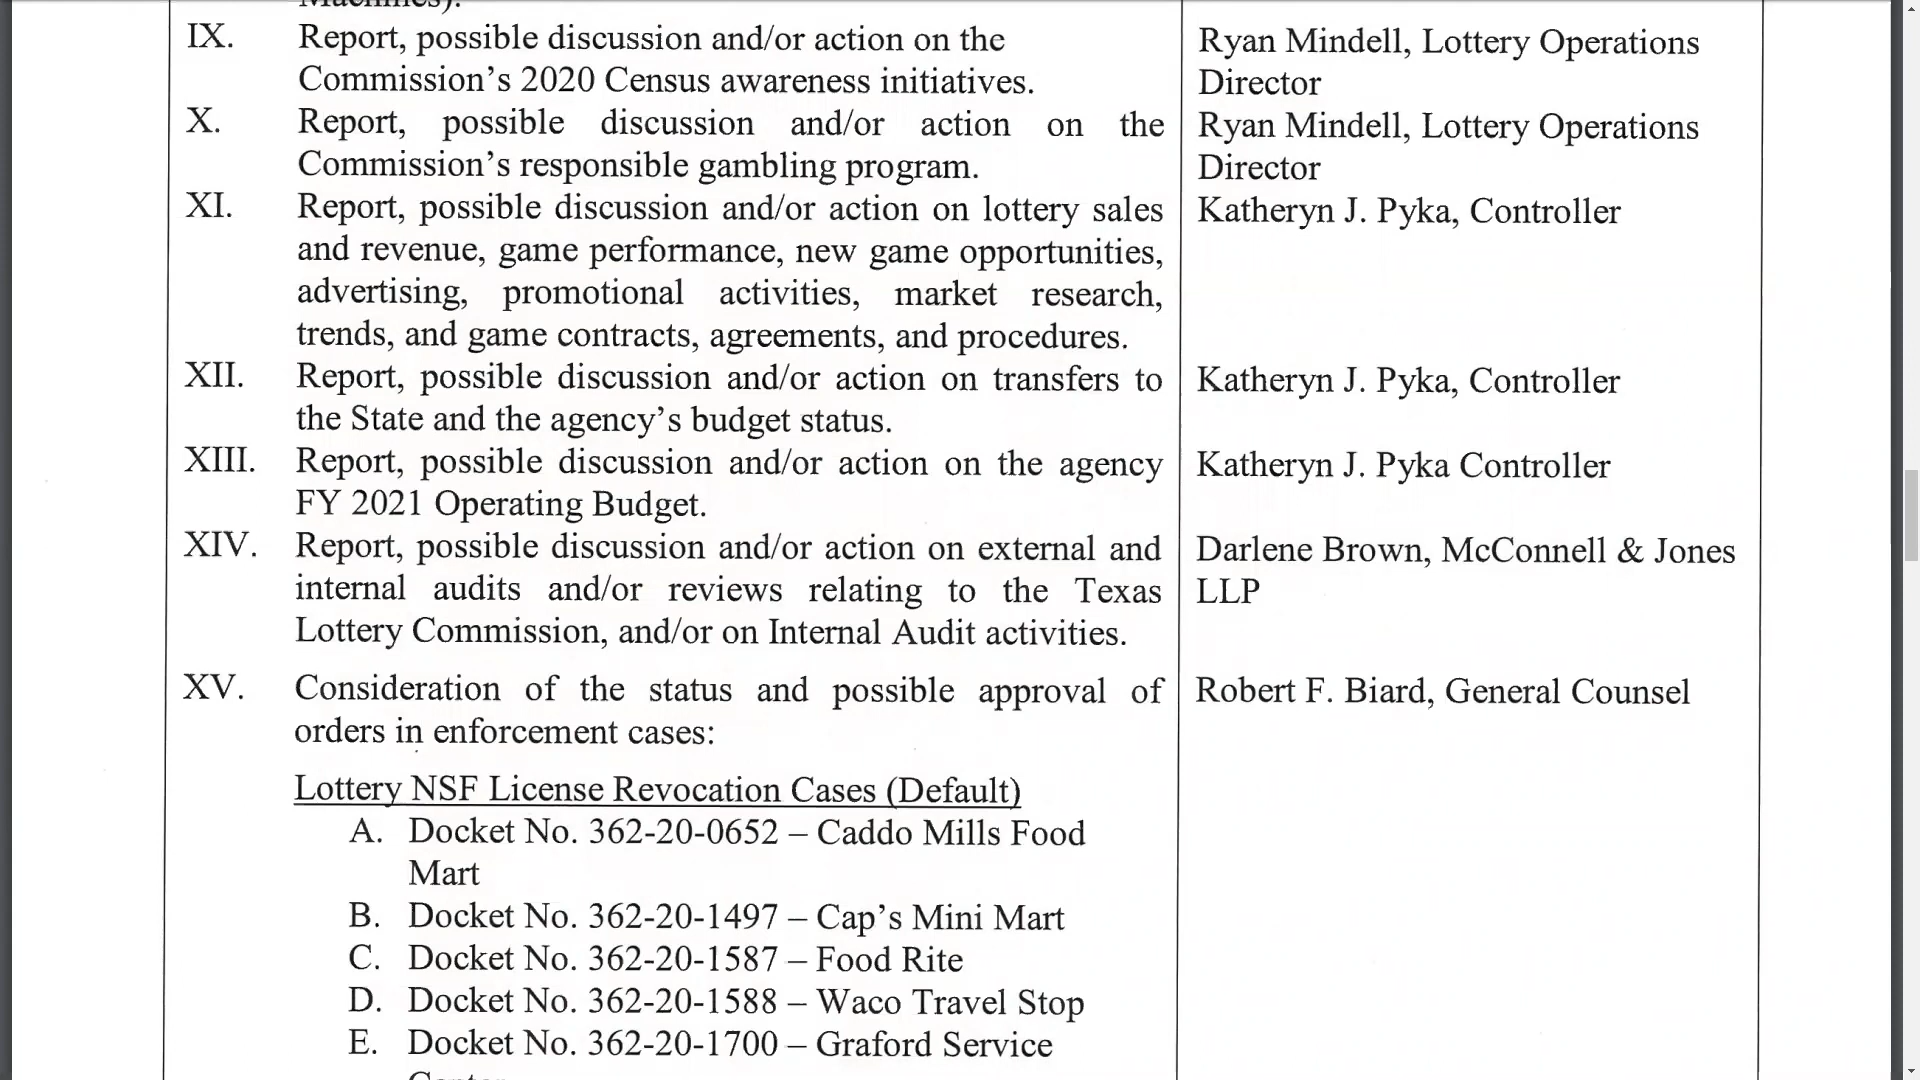 Machines).
IX. Report, possible discussion and/or action on the
Commission’s 2020 Census awareness initiatives.
Ryan Mindell, Lottery Operations
Director
X. Report, possible discussion and/or action on the
Commission’s responsible gambling program.
Ryan Mindell, Lottery Operations
Director
XI. Report, possible discussion and/or action on lottery sales
and revenue, game performance, new game opportunities,
advertising, promotional activities, market research,
trends, and game contracts, agreements, and procedures.
Katheryn J. Pyka, Controller
XII. Report, possible discussion and/or action on transfers to
the State and the agency’s budget status.
Katheryn J. Pyka, Controller
XIII. Report, possible discussion and/or action on the agency
FY 2021 Operating Budget.
Katheryn J. Pyka Controller
XIV. Report, possible discussion and/or action on external and
internal audits and/or reviews relating to the Texas
Lottery Commission, and/or on Internal Audit activities.
Darlene Brown, McConnell & Jones
LLP
XV. Consideration of the status and possible approval of
orders in enforcement cases:
Robert F. Biard, General Counsel
Lottery NSF License Revocation Cases (Default)
A. Docket No. 362-20-0652 – Caddo Mills Food
Mart
B. Docket No. 362-20-1497 – Cap’s Mini Mart
C. Docket No. 362-20-1587 – Food Rite
D. Docket No. 362-20-1588 – Waco Travel Stop
E. Docket No. 362-20-1700 – Graford Service